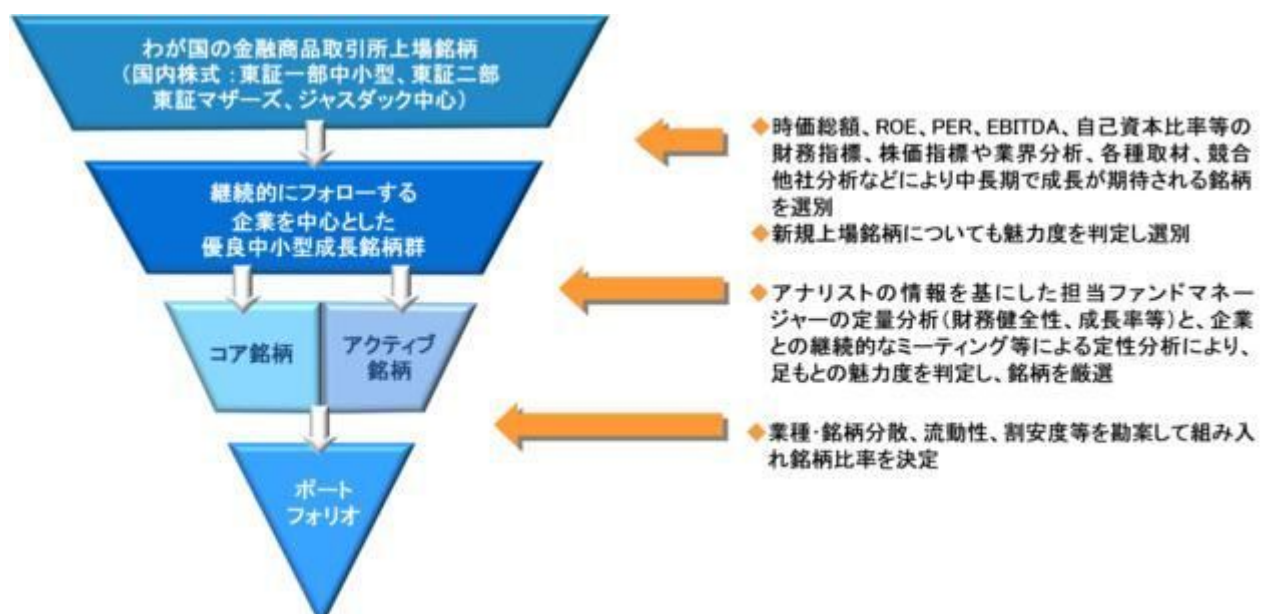 わが国の金融商品取引所上場銘柄
(国内株式:東証一部中小型、東証二部
東証マザーズ、ジャスダック中心)
継続的にフォローする
企業を中心とした
優良中小型成長銘柄群
コア銘柄
アクティブ
銘柄
ポート
フォリオ
◆時価総額、ROE、PER、EBITDA、自己資本比率等の
財務指標、株価指標や業界分析、各種取材、競合
他社分析などにより中長期で成長が期待される銘柄
を選別
◆新規上場銘柄についても魅力度を判定し選別
◆アナリストの情報を基にした担当ファンドマネー
ジャーの定量分析(財務健全性、成長率等)と、企業
との継続的なミーティング等による定性分析により、
足もとの魅力度を判定し、銘柄を厳選
◆業種・銘柄分散、流動性、割安度等を勘案して組み入
れ銘柄比率を決定